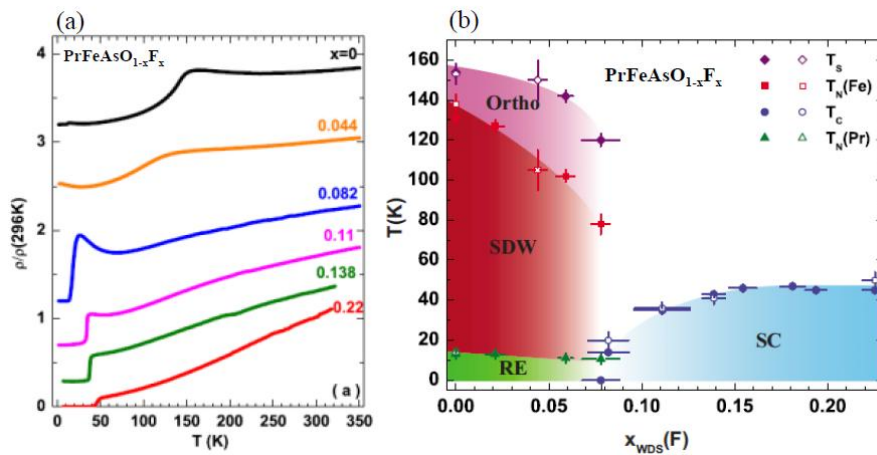 (a)
PrFeAsO1-xFx
x=0
0.044
0.082
0.11
0.138
0.22
( a )
4
3
2
1
0
ρ/ρ(296K)
0 50 100 150 200 250 300 350
T (K)
(b)
PrFeAsO1-xFx
TS
TN(Fe)
TC
TN(Pr)
Ortho
SDW
RE
SC
160
140
120
100
80
60
40
20
0
T(K)
0.00 0.05 0.10 0.15 0.20
xWDS(F)